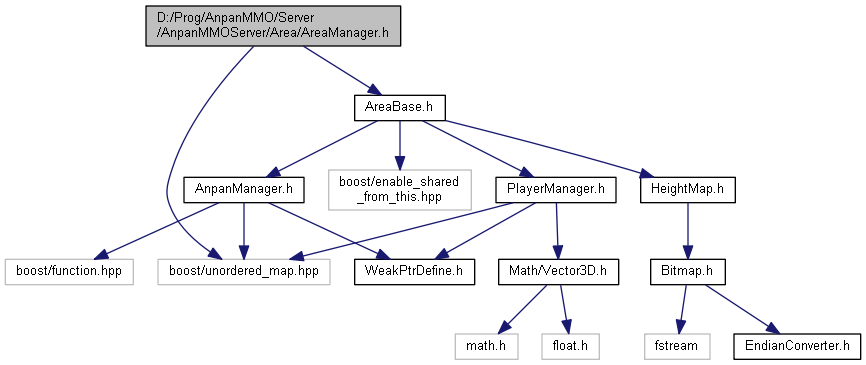 D:/Prog/AnpanMMO/Server
/AnpanMMOServer/Area/AreaManager.h
AreaBase.h
AnpanManager.h
boost/enable_shared
_from_this.hpp
PlayerManager.h
HeightMap.h
boost/function.hpp
boost/unordered_map.hpp
WeakPtrDefine.h
Math/Vector3D.h
Bitmap.h
math.h
float.h
fstream
EndianConverter.h